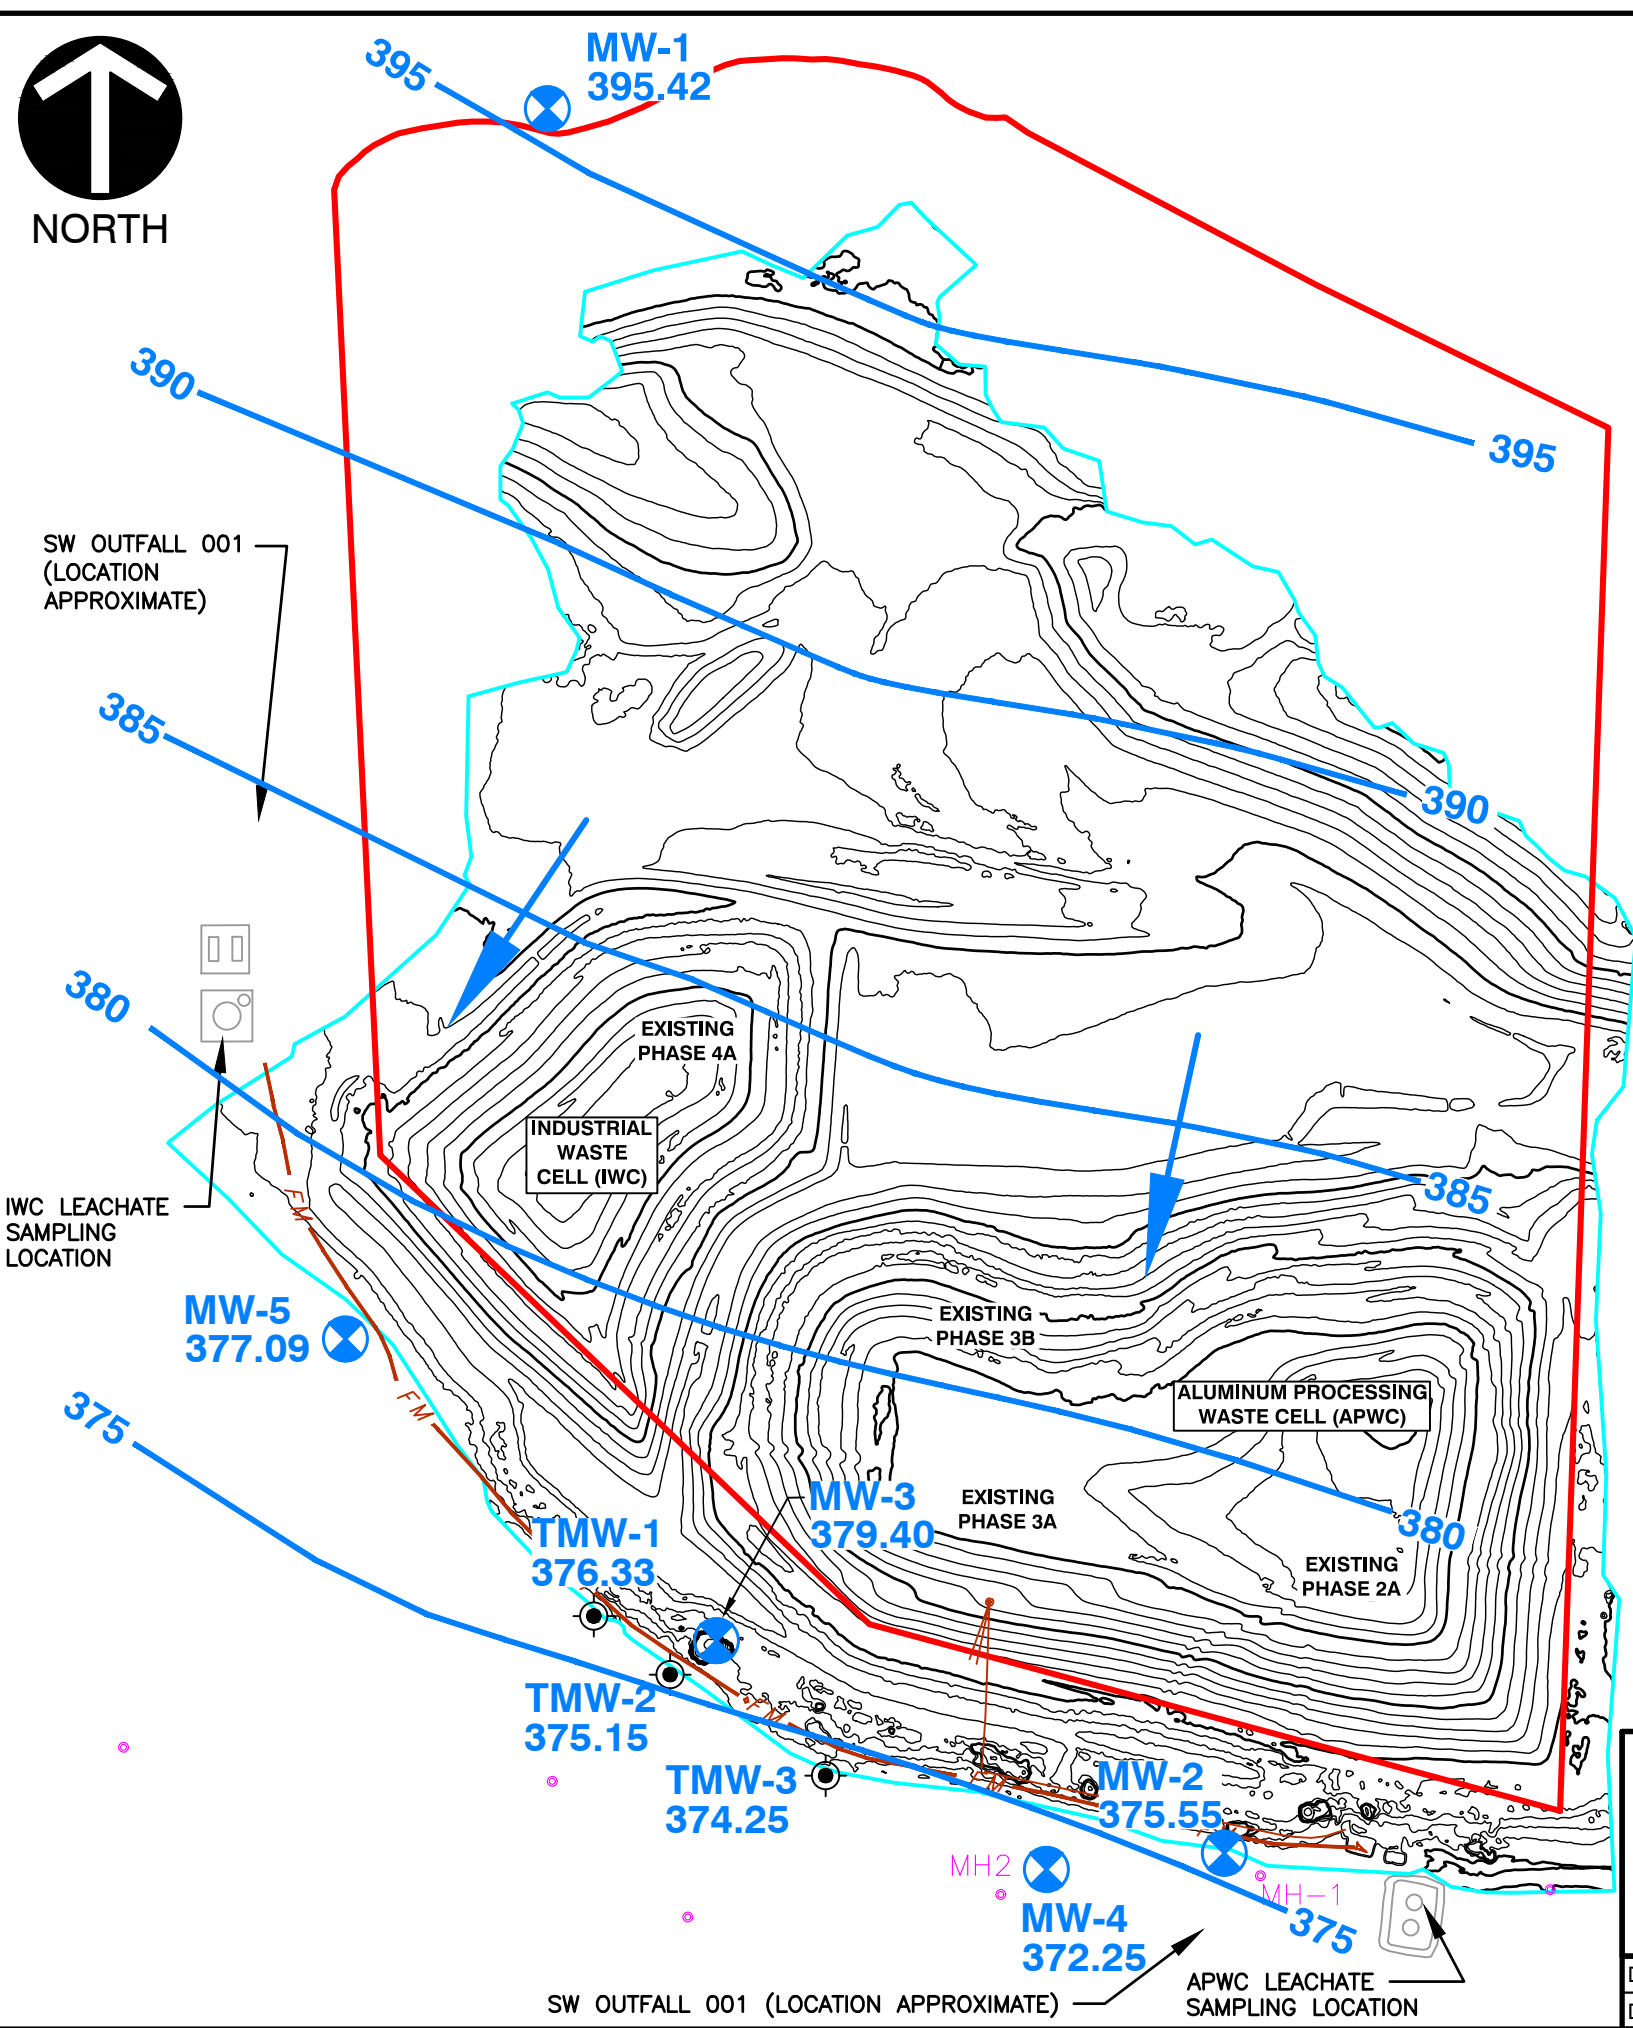 MW-1
395.42
395
NORTH
390
395
SW OUTFALL 001
(LOCATION
APPROXIMATE)
385
390
380
EXISTING
PHASE 4A
INDUSTRIAL
WASTE
CELL (IWC)
385
IWC LEACHATE
SAMPLING
LOCATION
FM
MW-5
377.09
EXISTING
PHASE 3B
ALUMINUM PROCESSING
WASTE CELL (APWC)
375
FM
MW-3
379.40
EXISTING
PHASE 3A
380
TMW-1
376.33
EXISTING
PHASE 2A
TMW-2
375.15
FM
TMW-3
374.25
FM
MW-2
375.55
MH2
MH-1
MW-4
372.25
375
SW OUTFALL 001 (LOCATION APPROXIMATE)
APWC LEACHATE
SAMPLING LOCATION